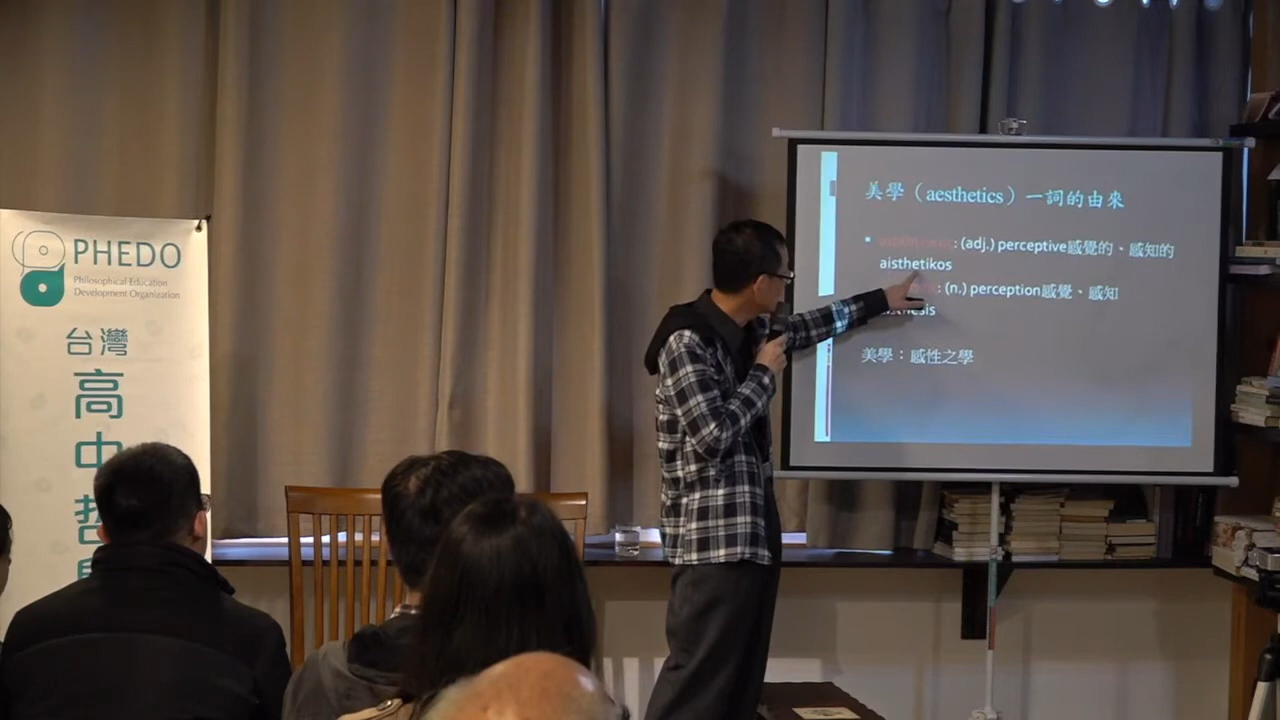 PHEDO
Philosophical Education
Development Organization
台灣
高
中
哲
美學（aesthetics）一詞的由來
: (adj.) perceptive感覺的、感知的
aisthetikos
: (n.) perception感覺、感知
美學：感性之學